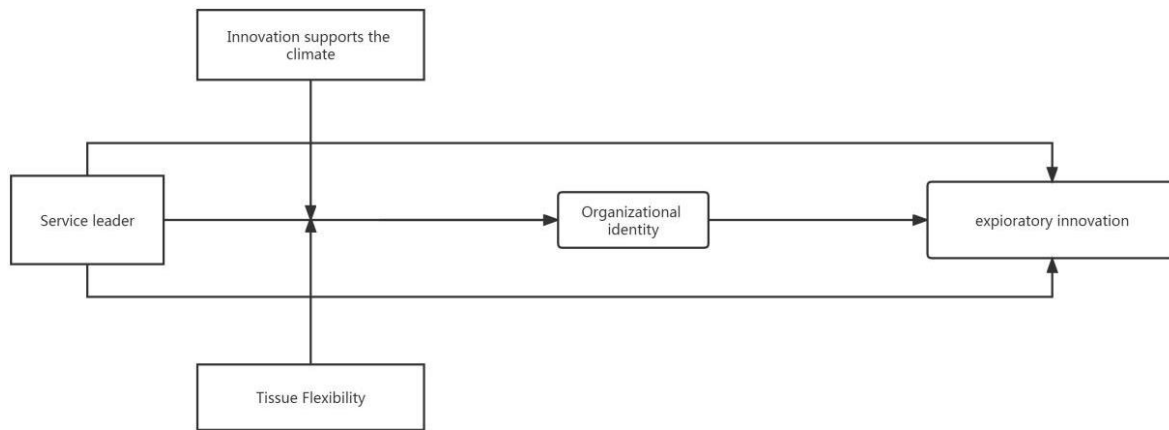 Innovation supports the
climate
Service leader
Organizational
identity
expioratory innovation
Tissue Flexibility